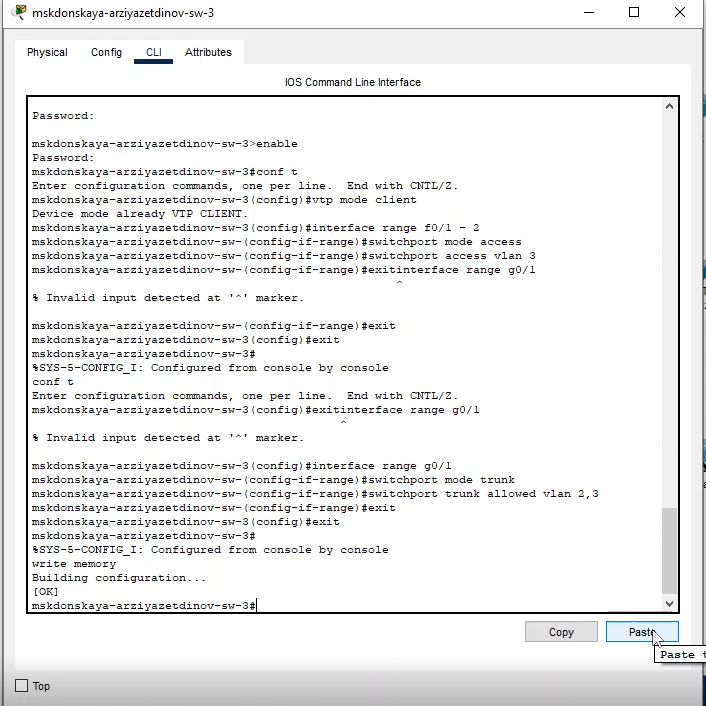 mskdonskaya-arziyazetdinov-sw-3
Physical Config CLI Attributes
IOS Command Line Interface
Password:
mskdonskaya-arziyazetdinov-sw-3>enable
Password:
mskdonskaya-arziyazetdinov-sw-3#conf t
Enter configuration commands, one per line.  End with CNTL/Z.
mskdonskaya-arziyazetdinov-sw-3(config)#vtp mode client
Device mode already VTP CLIENT.
mskdonskaya-arziyazetdinov-sw-3(config)#interface range f0/1 - 2
mskdonskaya-arziyazetdinov-sw-(config-if-range)#switchport mode access
mskdonskaya-arziyazetdinov-sw-(config-if-range)#switchport access vlan 3
mskdonskaya-arziyazetdinov-sw-(config-if-range)#exitinterface range g0/1
^
% Invalid input detected at '^' marker.
mskdonskaya-arziyazetdinov-sw-(config-if-range)#exit
mskdonskaya-arziyazetdinov-sw-3(config)#exit
mskdonskaya-arziyazetdinov-sw-3#
%SYS-5-CONFIG_I: Configured from console by console
conf t
Enter configuration commands, one per line.  End with CNTL/Z.
mskdonskaya-arziyazetdinov-sw-3(config)#exitinterface range g0/1
^
% Invalid input detected at '^' marker.
mskdonskaya-arziyazetdinov-sw-3(config)#interface range g0/1
mskdonskaya-arziyazetdinov-sw-(config-if-range)#switchport mode trunk
mskdonskaya-arziyazetdinov-sw-(config-if-range)#switchport trunk allowed vlan 2,3
mskdonskaya-arziyazetdinov-sw-(config-if-range)#exit
mskdonskaya-arziyazetdinov-sw-3(config)#exit
mskdonskaya-arziyazetdinov-sw-3#
%SYS-5-CONFIG_I: Configured from console by console
write memory
Building configuration...
[OK]
mskdonskaya-arziyazetdinov-sw-3#
Copy Paste
Paste t
Top